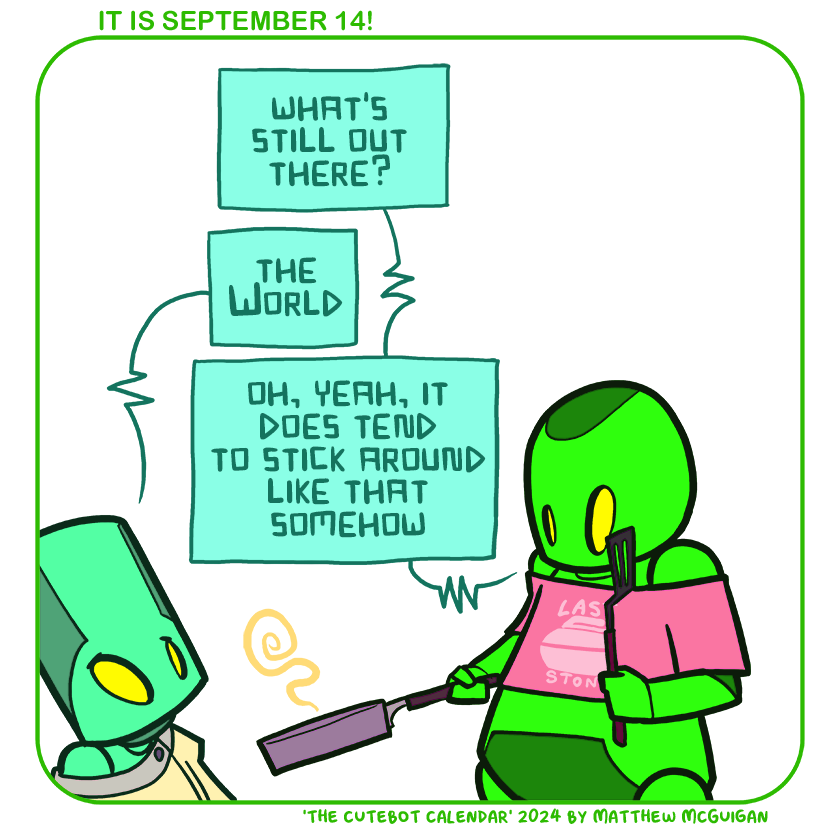 IT IS SEPTEMBER 14!
WHAT'S
STILL OUT
THERE?
THE
WORLD
OH, YEAH, IT
DOES TEND
TO STICK AROUND
LIKE THAT
SOMEHOW
LAS
STON
'THE CUTEBOT CALENDAR' 2024 BY MATTHEW MCGUIGAN